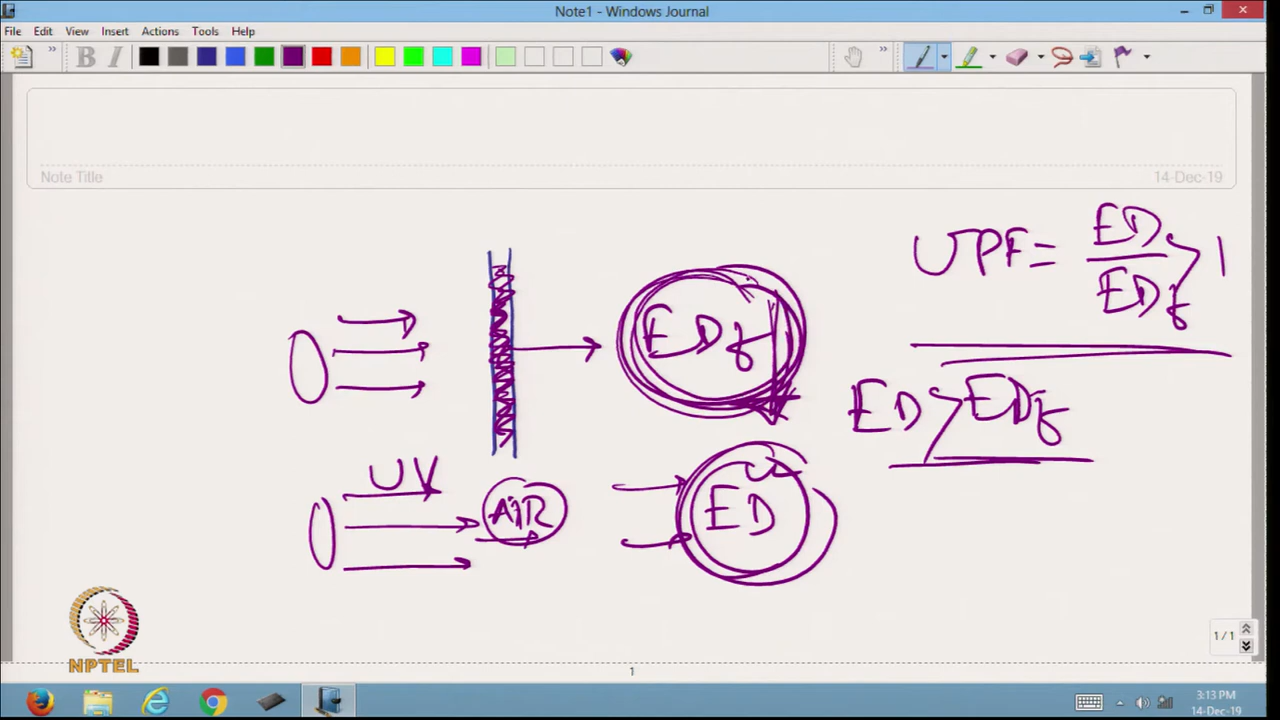 Note1 - Windows Journal
File Edit View Insert Actions Tools Help
B I
Note Title
14-Dec-19
UPF = ED / EDf > 1
EDf
ED > EDf
UV
AIR
ED
NPTEL
1 / 1
1
3:13 PM
14-Dec-19